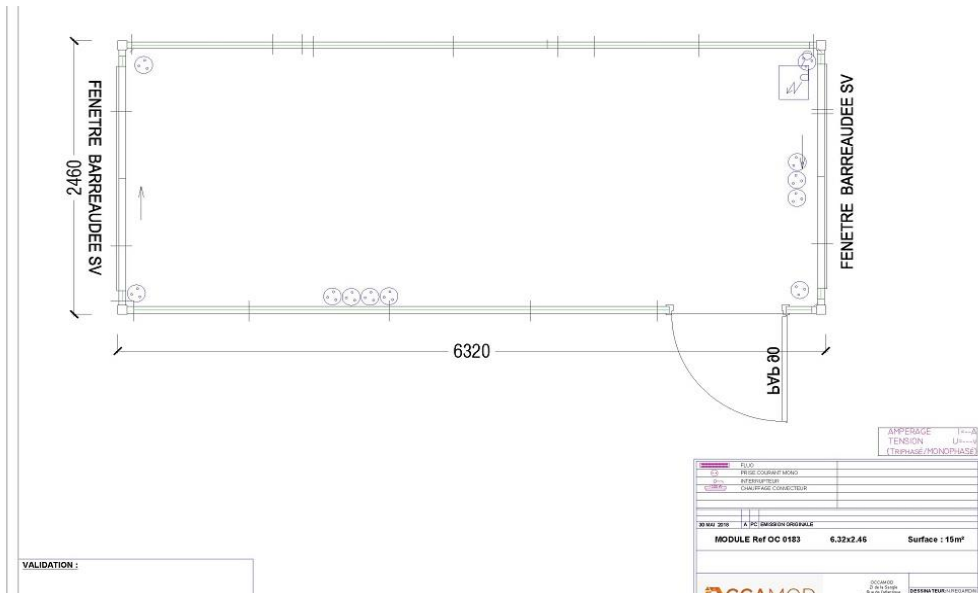 FENETRE BARREAUDEE SV
2460
FENETRE BARREAUDEE SV
6320
PAP 90
AMPERAGE
TENSION
(TRIPHASE/MONOPHASE)
FLUO
PRISE COURANT MONO
INTERRUPTEUR
CHAUFFAGE CONVECTEUR
30 MAI 2016 A PC EMISSION ORIGINALE
MODULE Ref OC 0183 6.32x2.46 Surface : 15m²
VALIDATION :
OCCAMOD
OCCAMOD
DESSINATEUR: